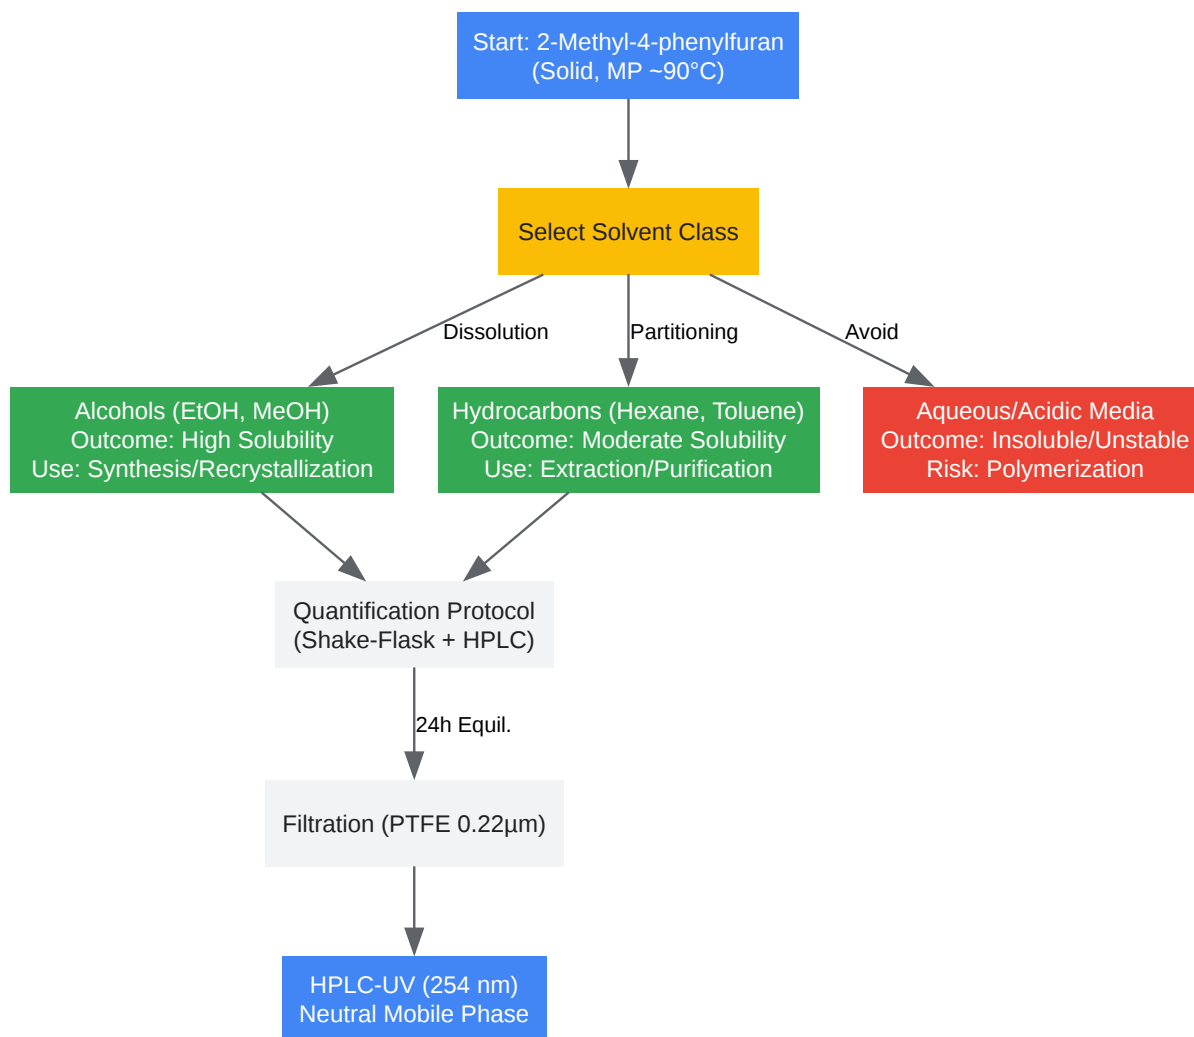 Start: 2-Methyl-4-phenylfuran
(Solid, MP ~90°C)
Select Solvent Class
Dissolution
Partitioning
Avoid
Alcohols (EtOH, MeOH)
Outcome: High Solubility
Use: Synthesis/Recrystallization
Hydrocarbons (Hexane, Toluene)
Outcome: Moderate Solubility
Use: Extraction/Purification
Aqueous/Acidic Media
Outcome: Insoluble/Unstable
Risk: Polymerization
Quantification Protocol
(Shake-Flask + HPLC)
24h Equil.
Filtration (PTFE 0.22µm)
HPLC-UV (254 nm)
Neutral Mobile Phase